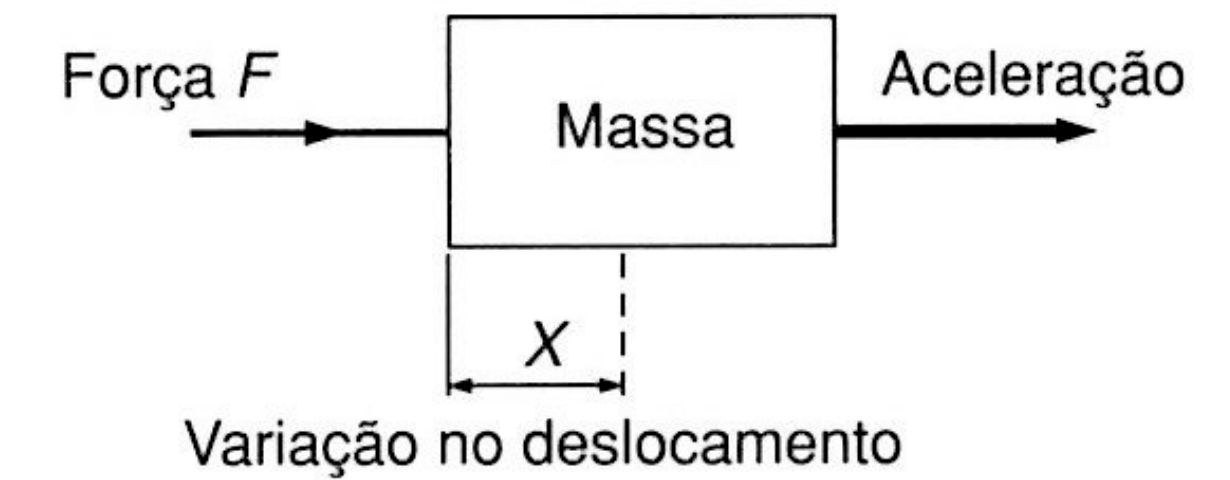 Força F
Massa
Aceleração
X
Variação no deslocamento